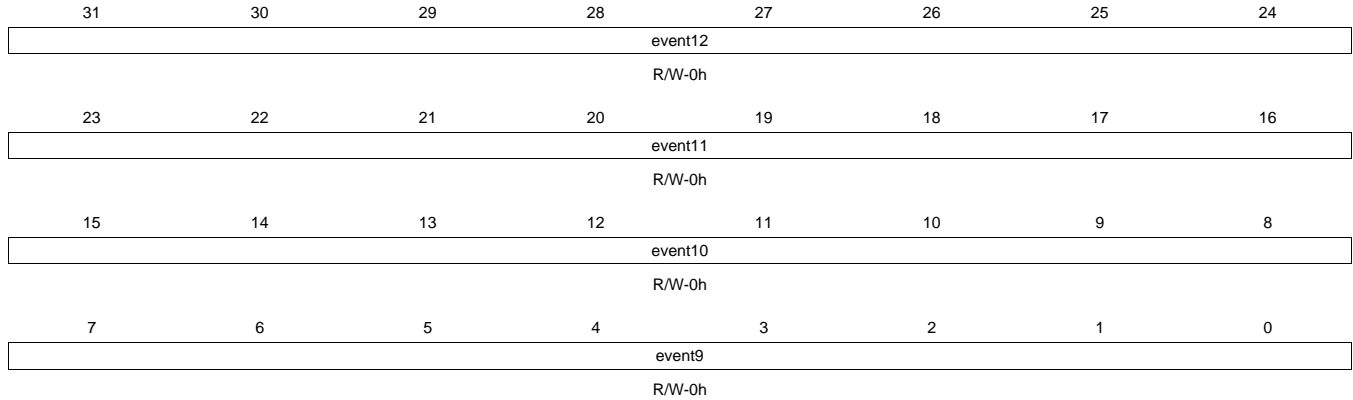 31 30 29 28 27 26 25 24
event12
R/W-0h
23 22 21 20 19 18 17 16
event11
R/W-0h
15 14 13 12 11 10 9 8
event10
R/W-0h
7 6 5 4 3 2 1 0
event9
R/W-0h